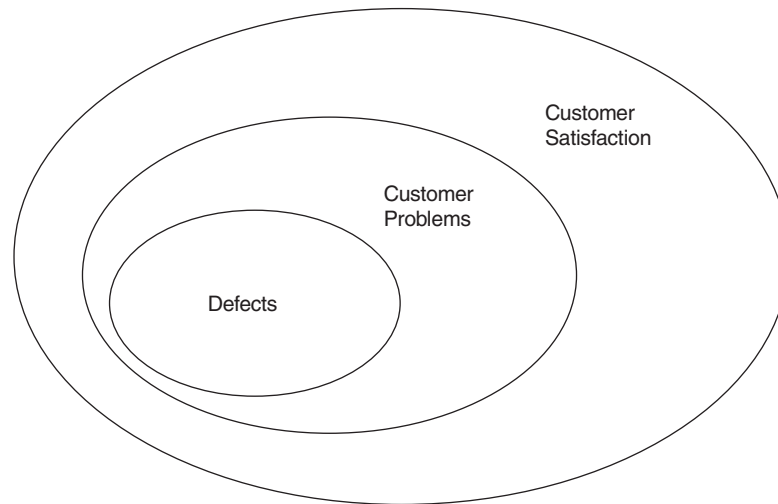 Customer
Satisfaction
Customer
Problems
Defects